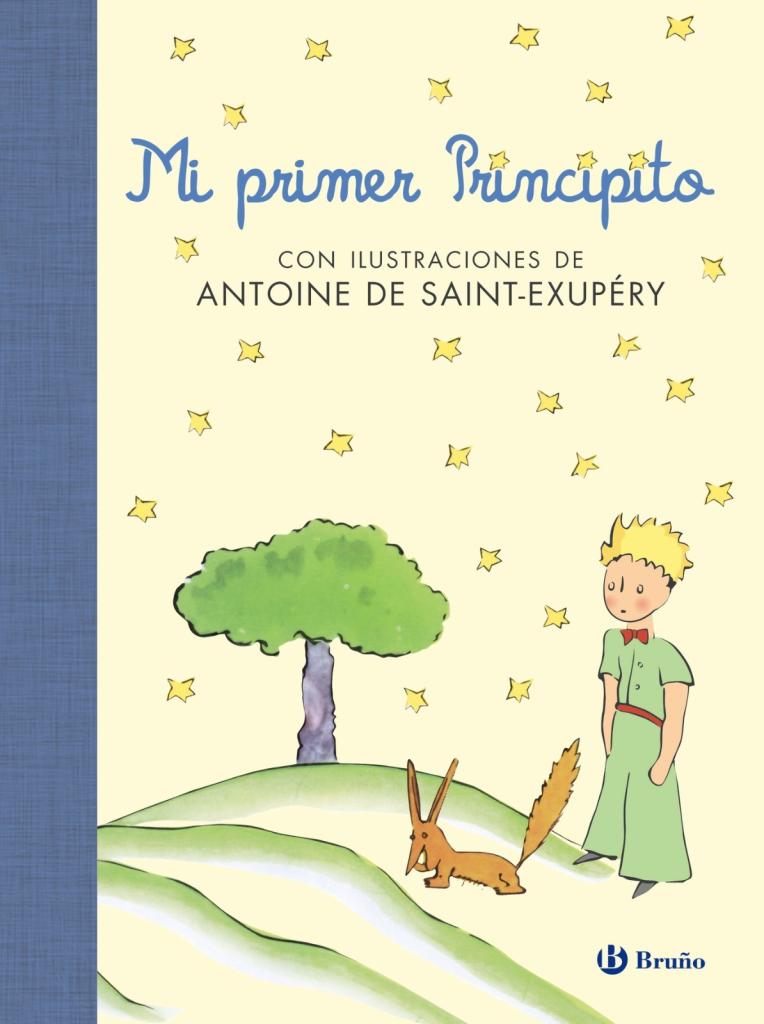 Mi primer Principito
CON ILUSTRACIONES DE
ANTOINE DE SAINT-EXUPÉRY
B Bruño